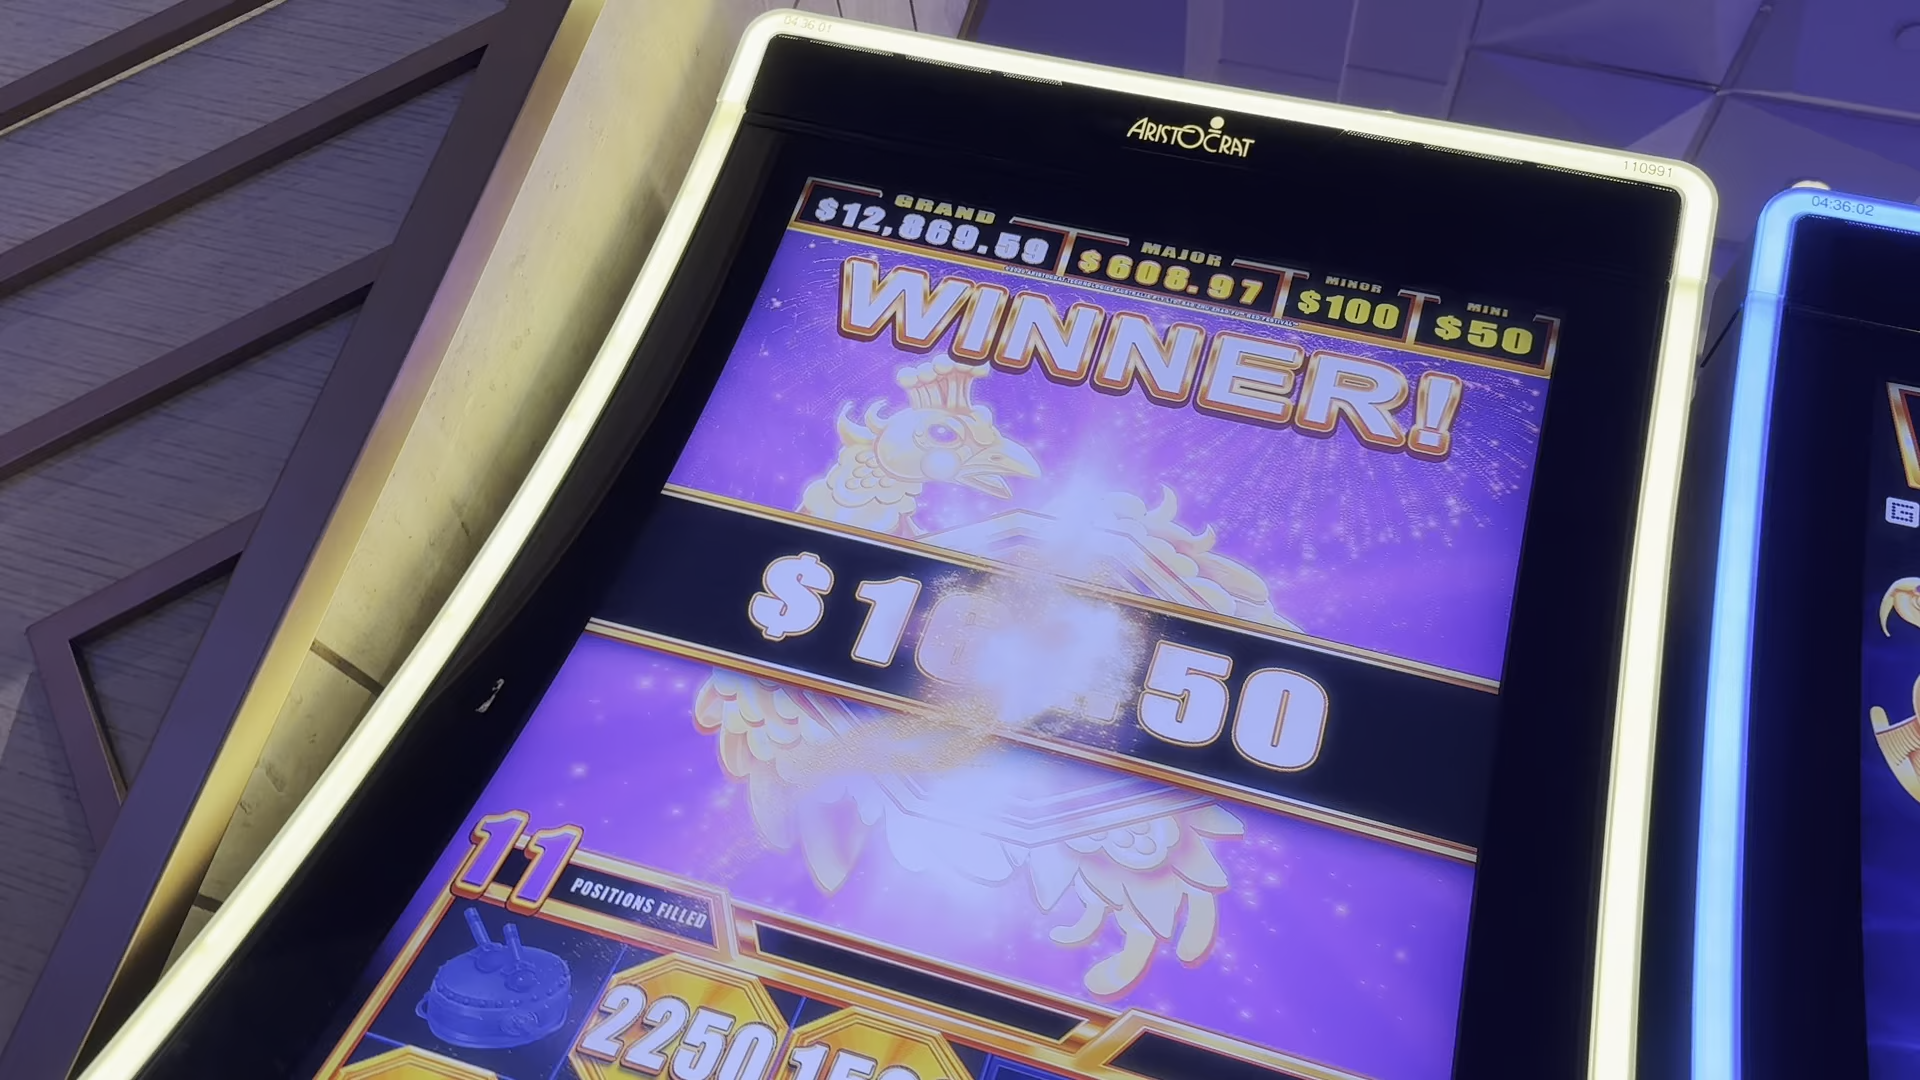 04:36:01
110991
04:36:02
ARISTOCRAT
GRAND
$12,869.59
MAJOR
$608.97
MINOR
$100
MINI
$50
WINNER!
50
11
POSITIONS FILLED
2250